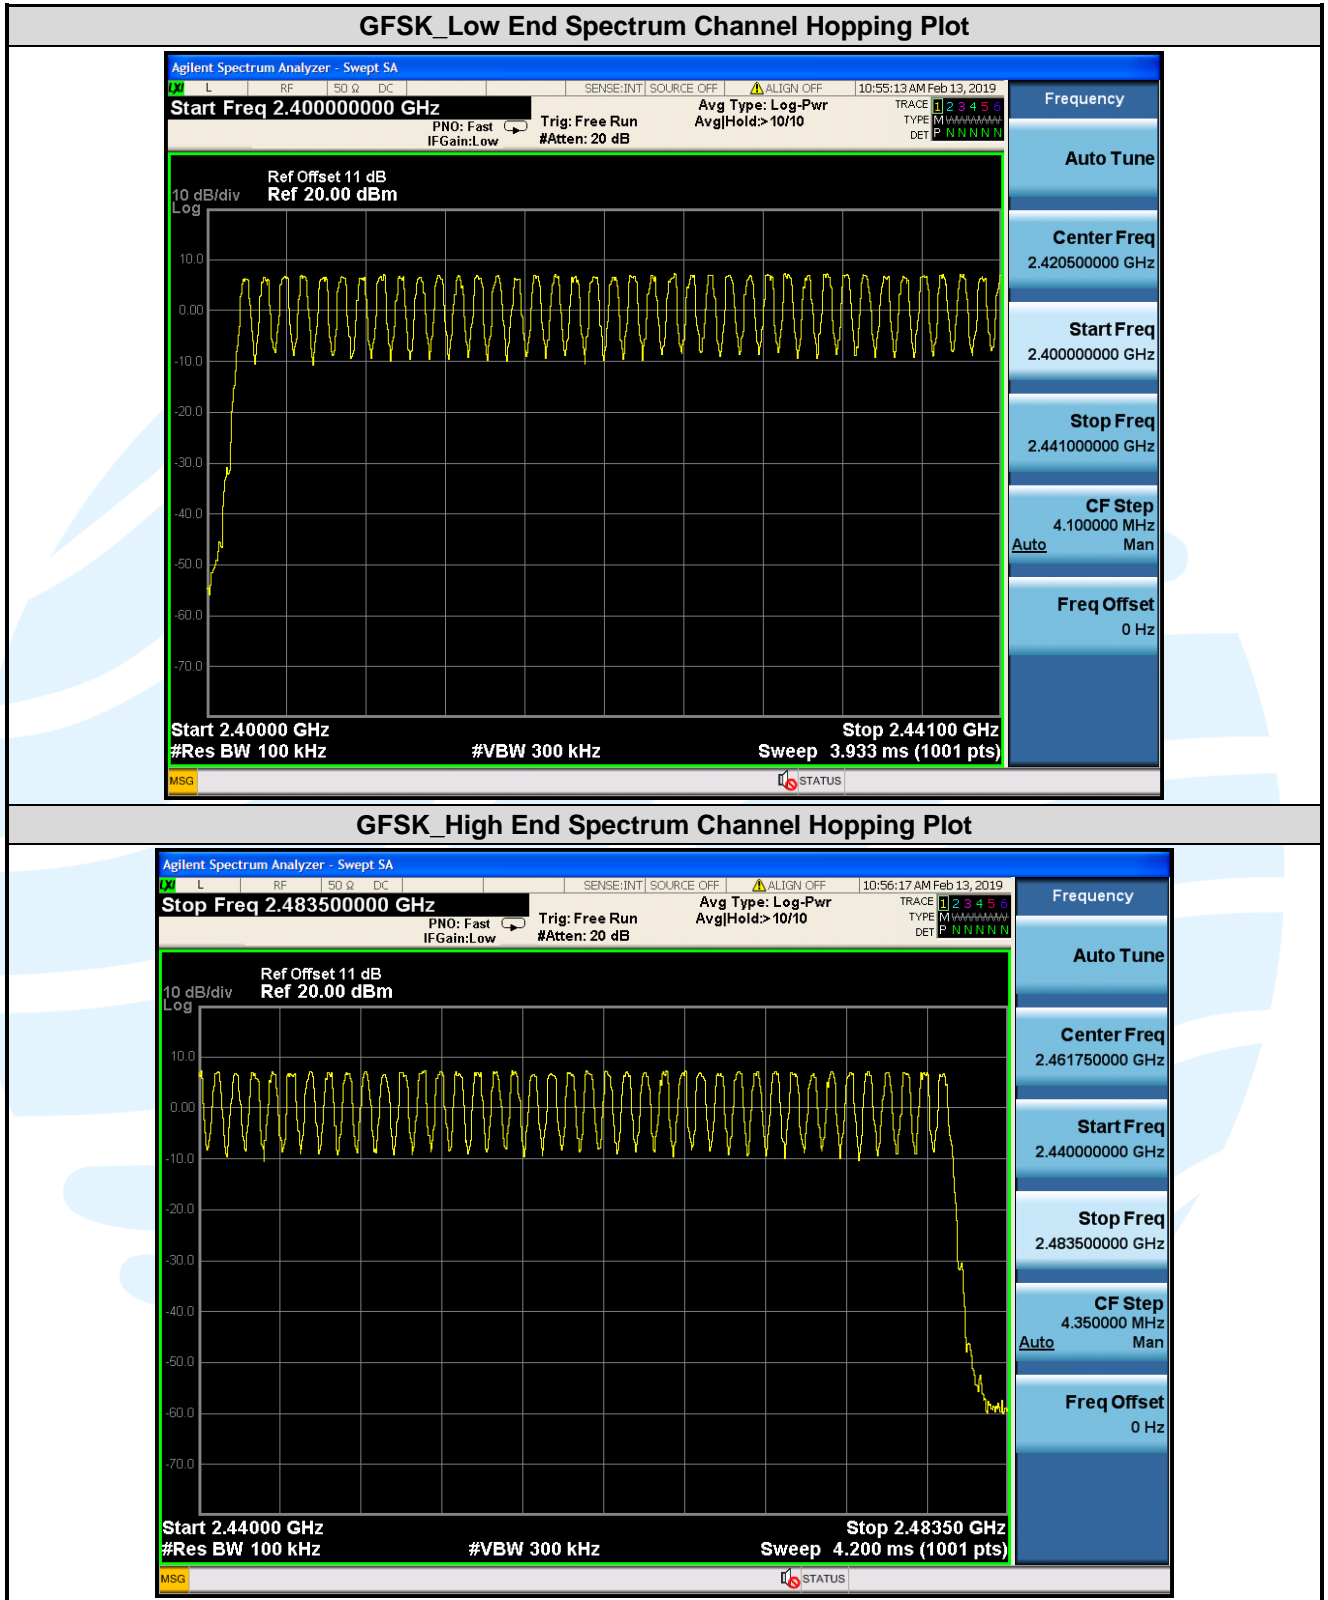 GFSK_Low End Spectrum Channel Hopping Plot
Agilent Spectrum Analyzer - Swept SA
LXI L RF 50 Ω DC SENSE:INT SOURCE OFF ALIGN OFF 10:55:13 AM Feb 13, 2019
Start Freq 2.400000000 GHz
PNO: Fast
IFGain:Low
Trig: Free Run
#Atten: 20 dB
Avg Type: Log-Pwr
Avg|Hold:>10/10
TRACE 1 2 3 4 5 6
TYPE M
DET P N N N N N
Frequency
Auto Tune
Center Freq
2.420500000 GHz
Start Freq
2.400000000 GHz
Stop Freq
2.441000000 GHz
CF Step
4.100000 MHz
Auto Man
Freq Offset
0 Hz
Ref Offset 11 dB
10 dB/div Ref 20.00 dBm
Log
10.0
0.00
-10.0
-20.0
-30.0
-40.0
-50.0
-60.0
-70.0
Start 2.40000 GHz Stop 2.44100 GHz
#Res BW 100 kHz #VBW 300 kHz Sweep 3.933 ms (1001 pts)
MSG STATUS
GFSK_High End Spectrum Channel Hopping Plot
Agilent Spectrum Analyzer - Swept SA
LXI L RF 50 Ω DC SENSE:INT SOURCE OFF ALIGN OFF 10:56:17 AM Feb 13, 2019
Stop Freq 2.483500000 GHz
PNO: Fast
IFGain:Low
Trig: Free Run
#Atten: 20 dB
Avg Type: Log-Pwr
Avg|Hold:>10/10
TRACE 1 2 3 4 5 6
TYPE M
DET P N N N N N
Frequency
Auto Tune
Center Freq
2.461750000 GHz
Start Freq
2.440000000 GHz
Stop Freq
2.483500000 GHz
CF Step
4.350000 MHz
Auto Man
Freq Offset
0 Hz
Ref Offset 11 dB
10 dB/div Ref 20.00 dBm
Log
10.0
0.00
-10.0
-20.0
-30.0
-40.0
-50.0
-60.0
-70.0
Start 2.44000 GHz Stop 2.48350 GHz
#Res BW 100 kHz #VBW 300 kHz Sweep 4.200 ms (1001 pts)
MSG STATUS